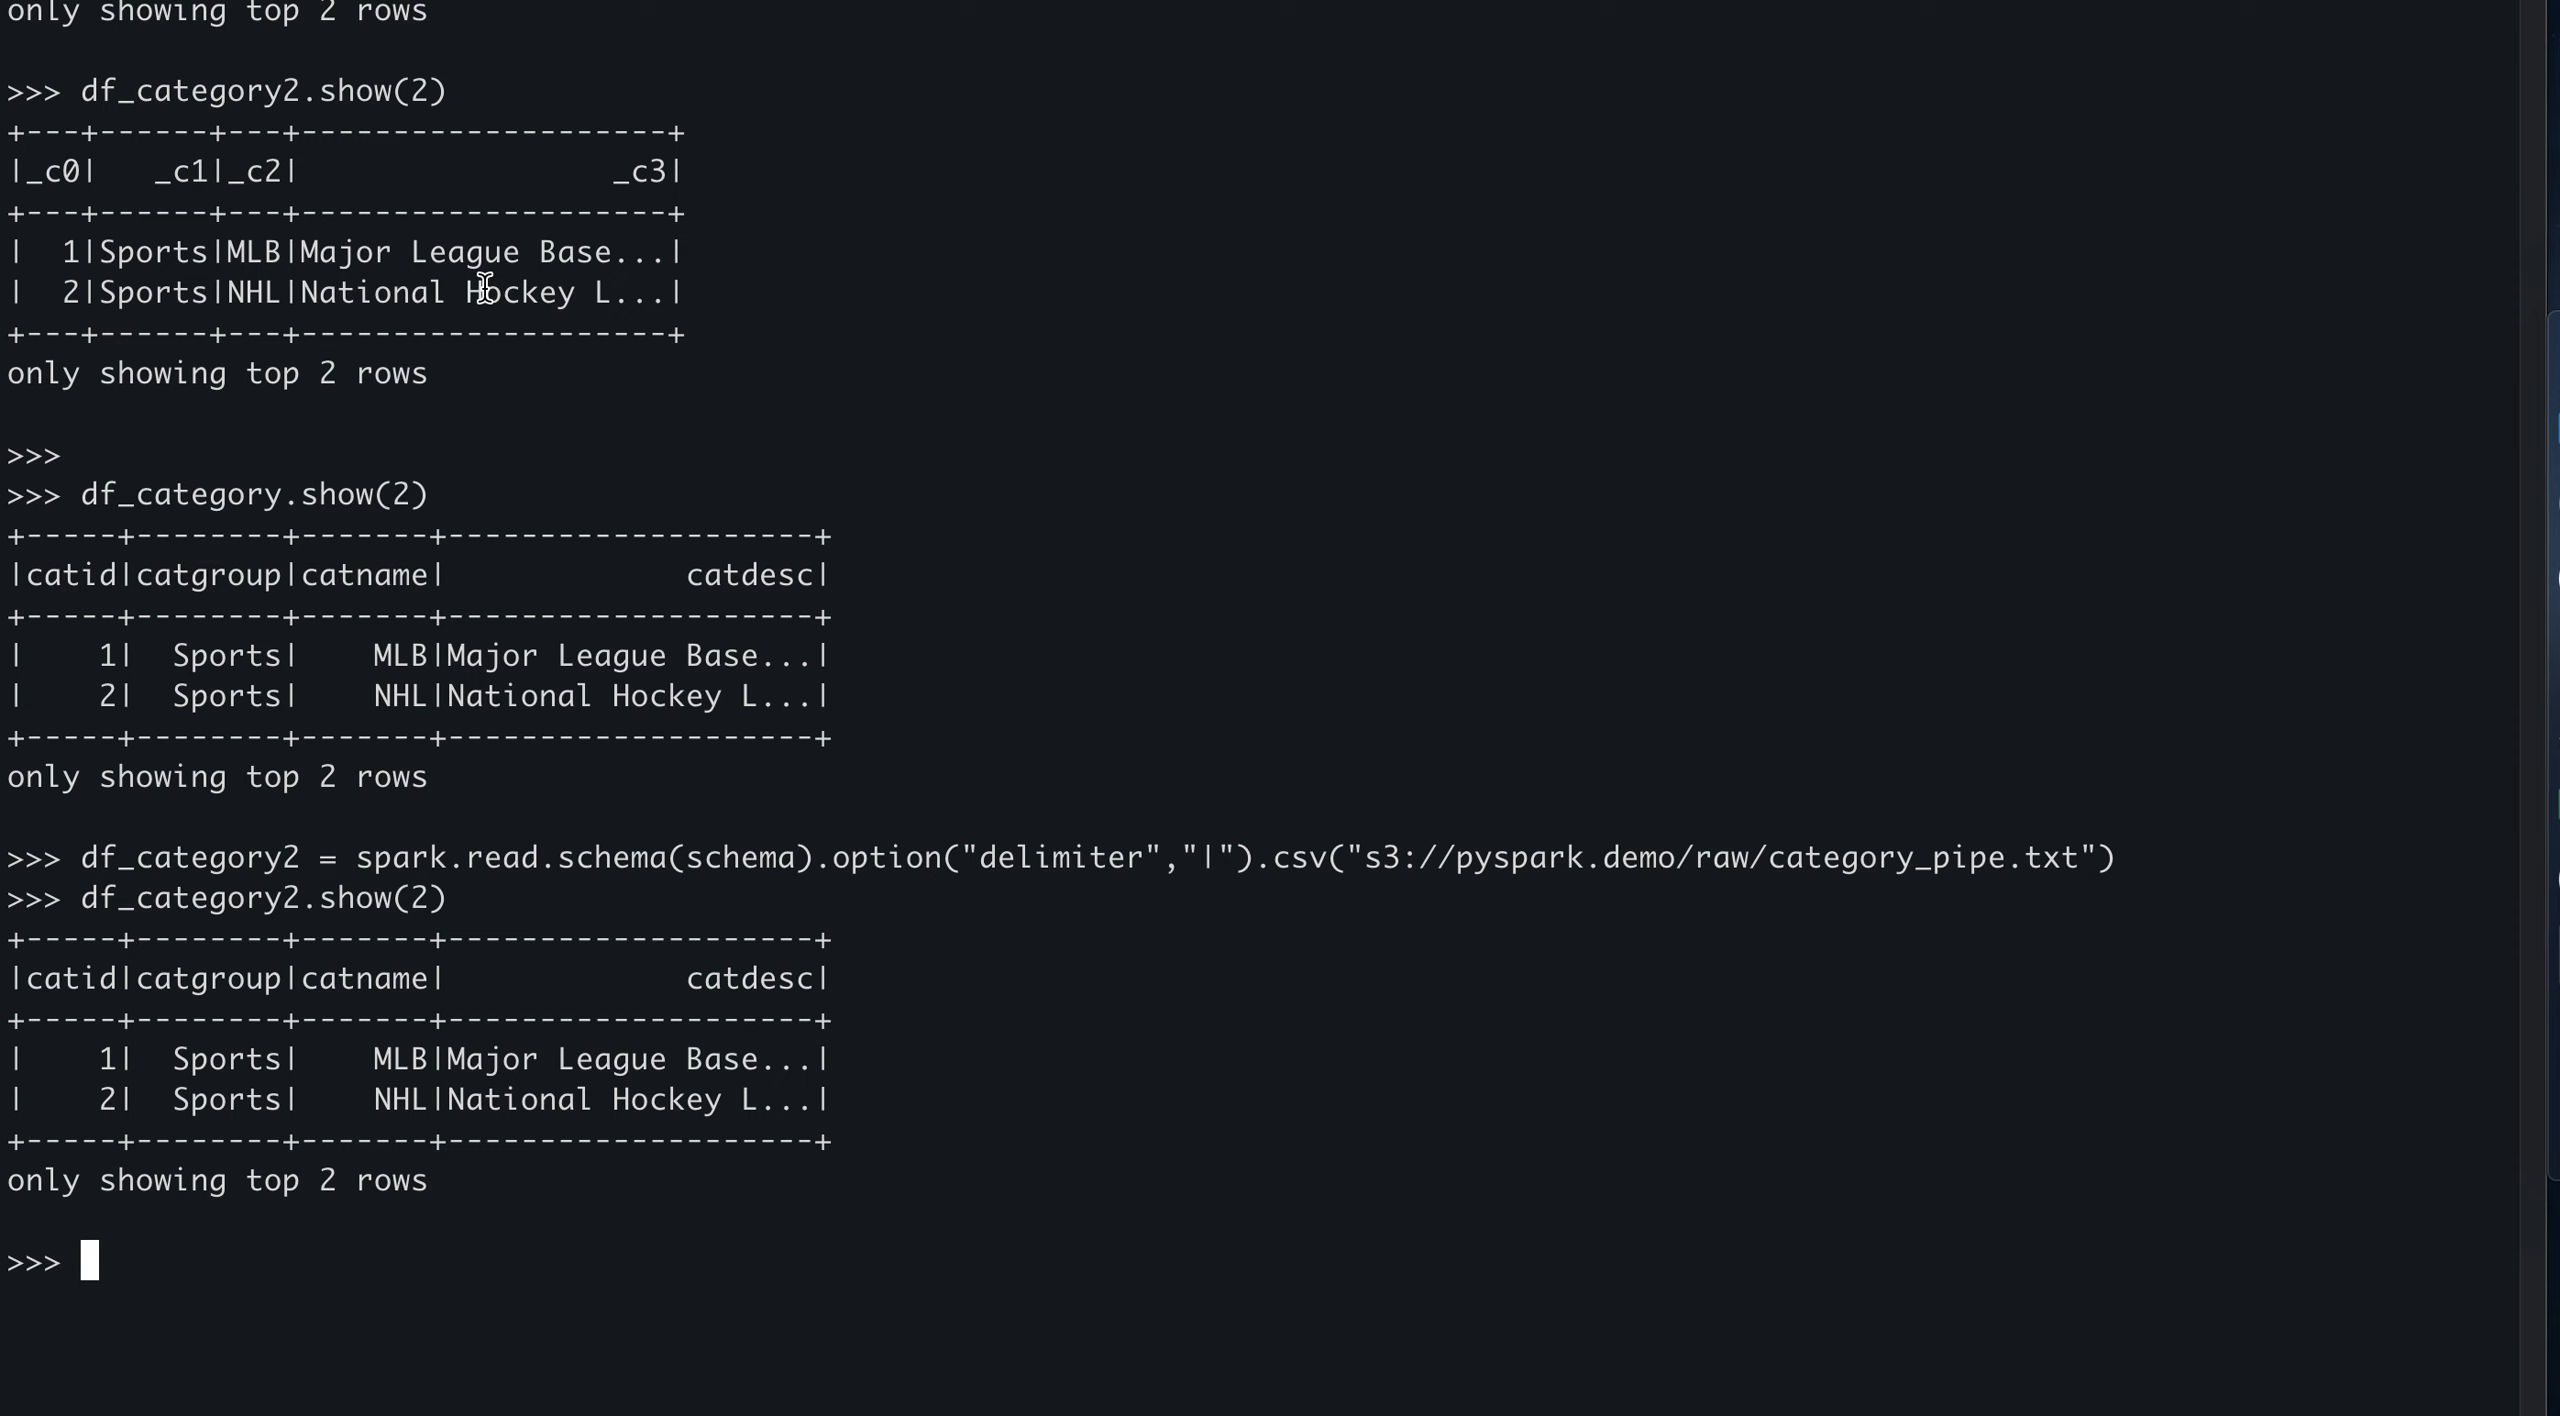 only showing top 2 rows
>>> df_category2.show(2)
+---+------+---+--------------------+
|_c0|   _c1|_c2|                 _c3|
+---+------+---+--------------------+
|  1|Sports|MLB|Major League Base...|
|  2|Sports|NHL|National Hockey L...|
+---+------+---+--------------------+
only showing top 2 rows
>>>
>>> df_category.show(2)
+-----+--------+-------+--------------------+
|catid|catgroup|catname|             catdesc|
+-----+--------+-------+--------------------+
|    1|  Sports|    MLB|Major League Base...|
|    2|  Sports|    NHL|National Hockey L...|
+-----+--------+-------+--------------------+
only showing top 2 rows
>>> df_category2 = spark.read.schema(schema).option("delimiter","|").csv("s3://pyspark.demo/raw/category_pipe.txt")
>>> df_category2.show(2)
+-----+--------+-------+--------------------+
|catid|catgroup|catname|             catdesc|
+-----+--------+-------+--------------------+
|    1|  Sports|    MLB|Major League Base...|
|    2|  Sports|    NHL|National Hockey L...|
+-----+--------+-------+--------------------+
only showing top 2 rows
>>>